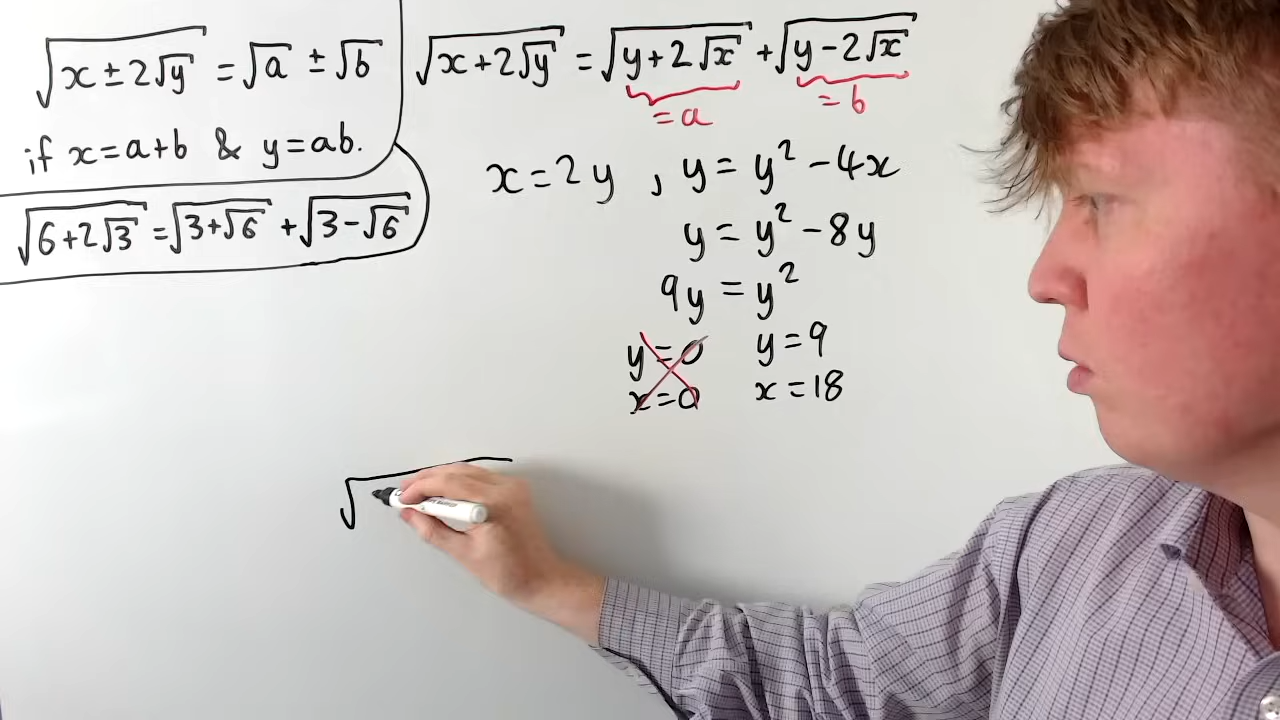 √(x ± 2√y) = √a ± √b
if x = a+b & y = ab.
√(6+2√3) = √(3+√6) + √(3-√6)
√(x+2√y) = √(y+2√x) + √(y-2√x)
= a = b
x = 2y , y = y² - 4x
y = y² - 8y
9y = y²
y = 0 y = 9
x = 0 x = 18
√